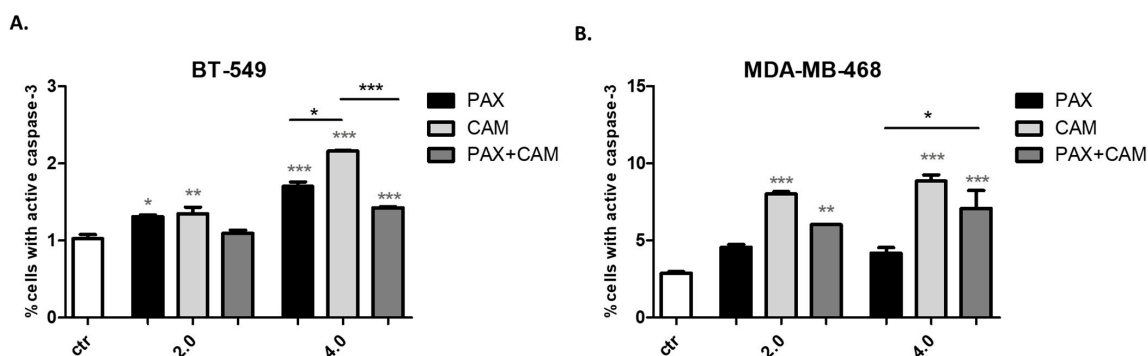 A.
BT-549
% cells with active caspase-3
3
2
1
0
*
**
***
***
***
*
***
ctr
2.0
4.0
PAX
CAM
PAX+CAM
B.
MDA-MB-468
% cells with active caspase-3
15
10
5
0
***
**
***
***
*
ctr
2.0
4.0
PAX
CAM
PAX+CAM